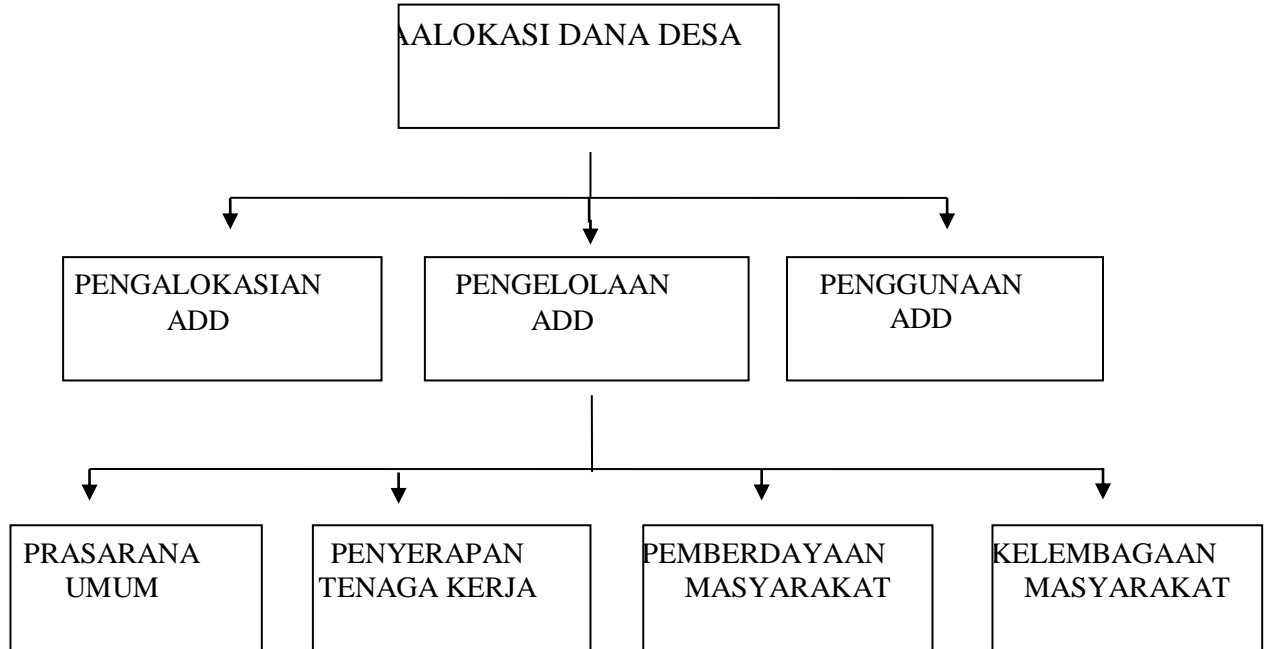 AALOKASI DANA DESA
PENGALOKASIAN
ADD
PENGELOLAAN
ADD
PENGGUNAAN
ADD
PRASARANA
UMUM
PENYERAPAN
TENAGA KERJA
PEMBERDAYAAN
MASYARAKAT
KELEMBAGAAN
MASYARAKAT